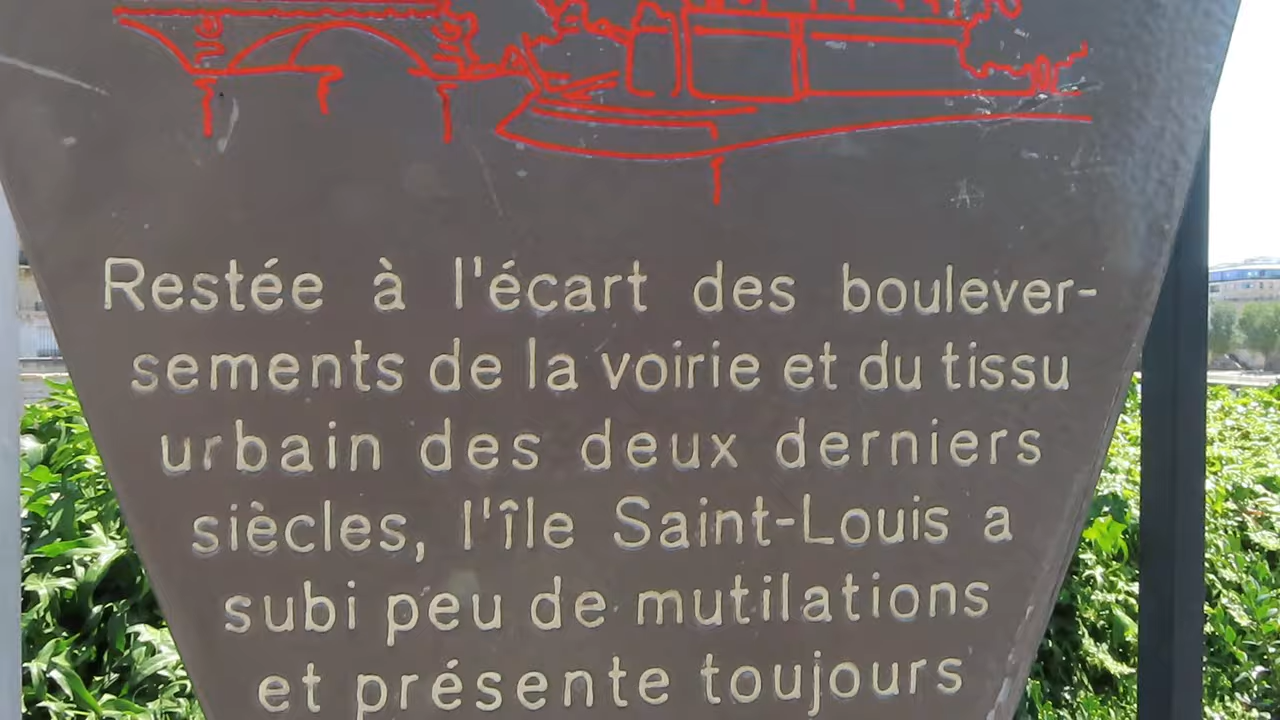 Restée à l'écart des boulever-
sements de la voirie et du tissu
urbain des deux derniers
siècles, l'île Saint-Louis a
subi peu de mutilations
et présente toujours